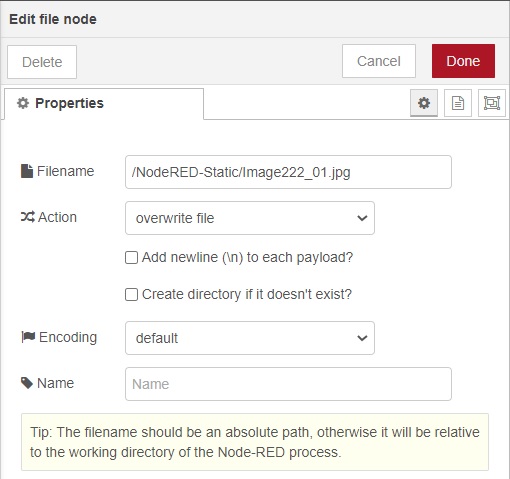 Edit file node
Delete
Cancel
Done
Properties
Filename
/NodeRED-Static/Image222_01.jpg
Action
overwrite file
Add newline (\n) to each payload?
Create directory if it doesn't exist?
Encoding
default
Name
Name
Tip: The filename should be an absolute path, otherwise it will be relative
to the working directory of the Node-RED process.